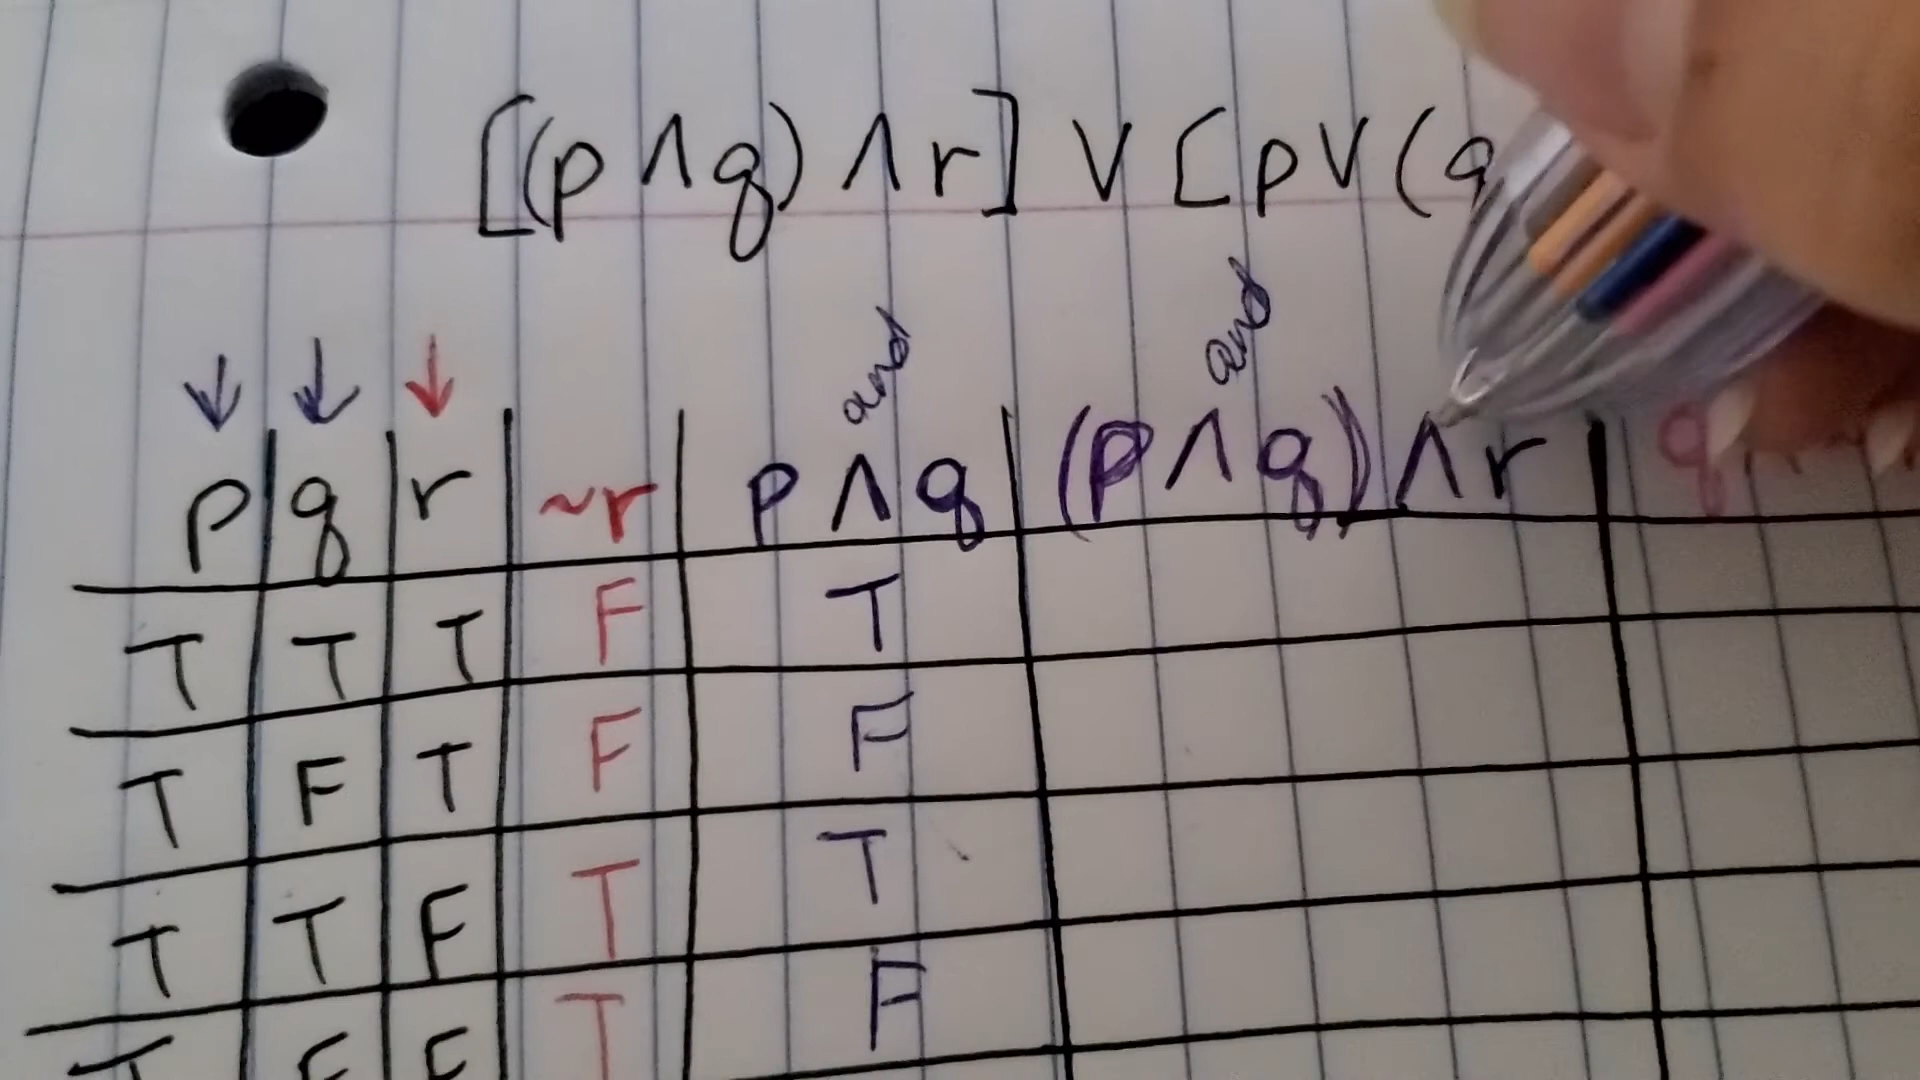 [(p ∧ q) ∧ r] ∨ [p ∨ (q
and and
p q r ~r p ∧ q (p ∧ q) ∧ r q
T T T F T
T F T F F
T T F T T
T F F T F